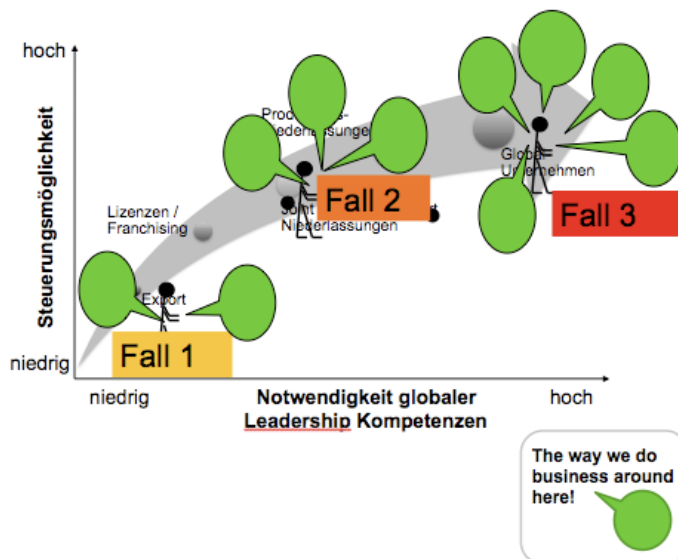 hoch
Steuerungsmöglichkeit
niedrig
Lizenzen /
Franchising
Export
Niederlassungen
Unternehmen
Fall 1
Fall 2
Fall 3
niedrig
Notwendigkeit globaler
Leadership Kompetenzen
hoch
The way we do
business around
here!